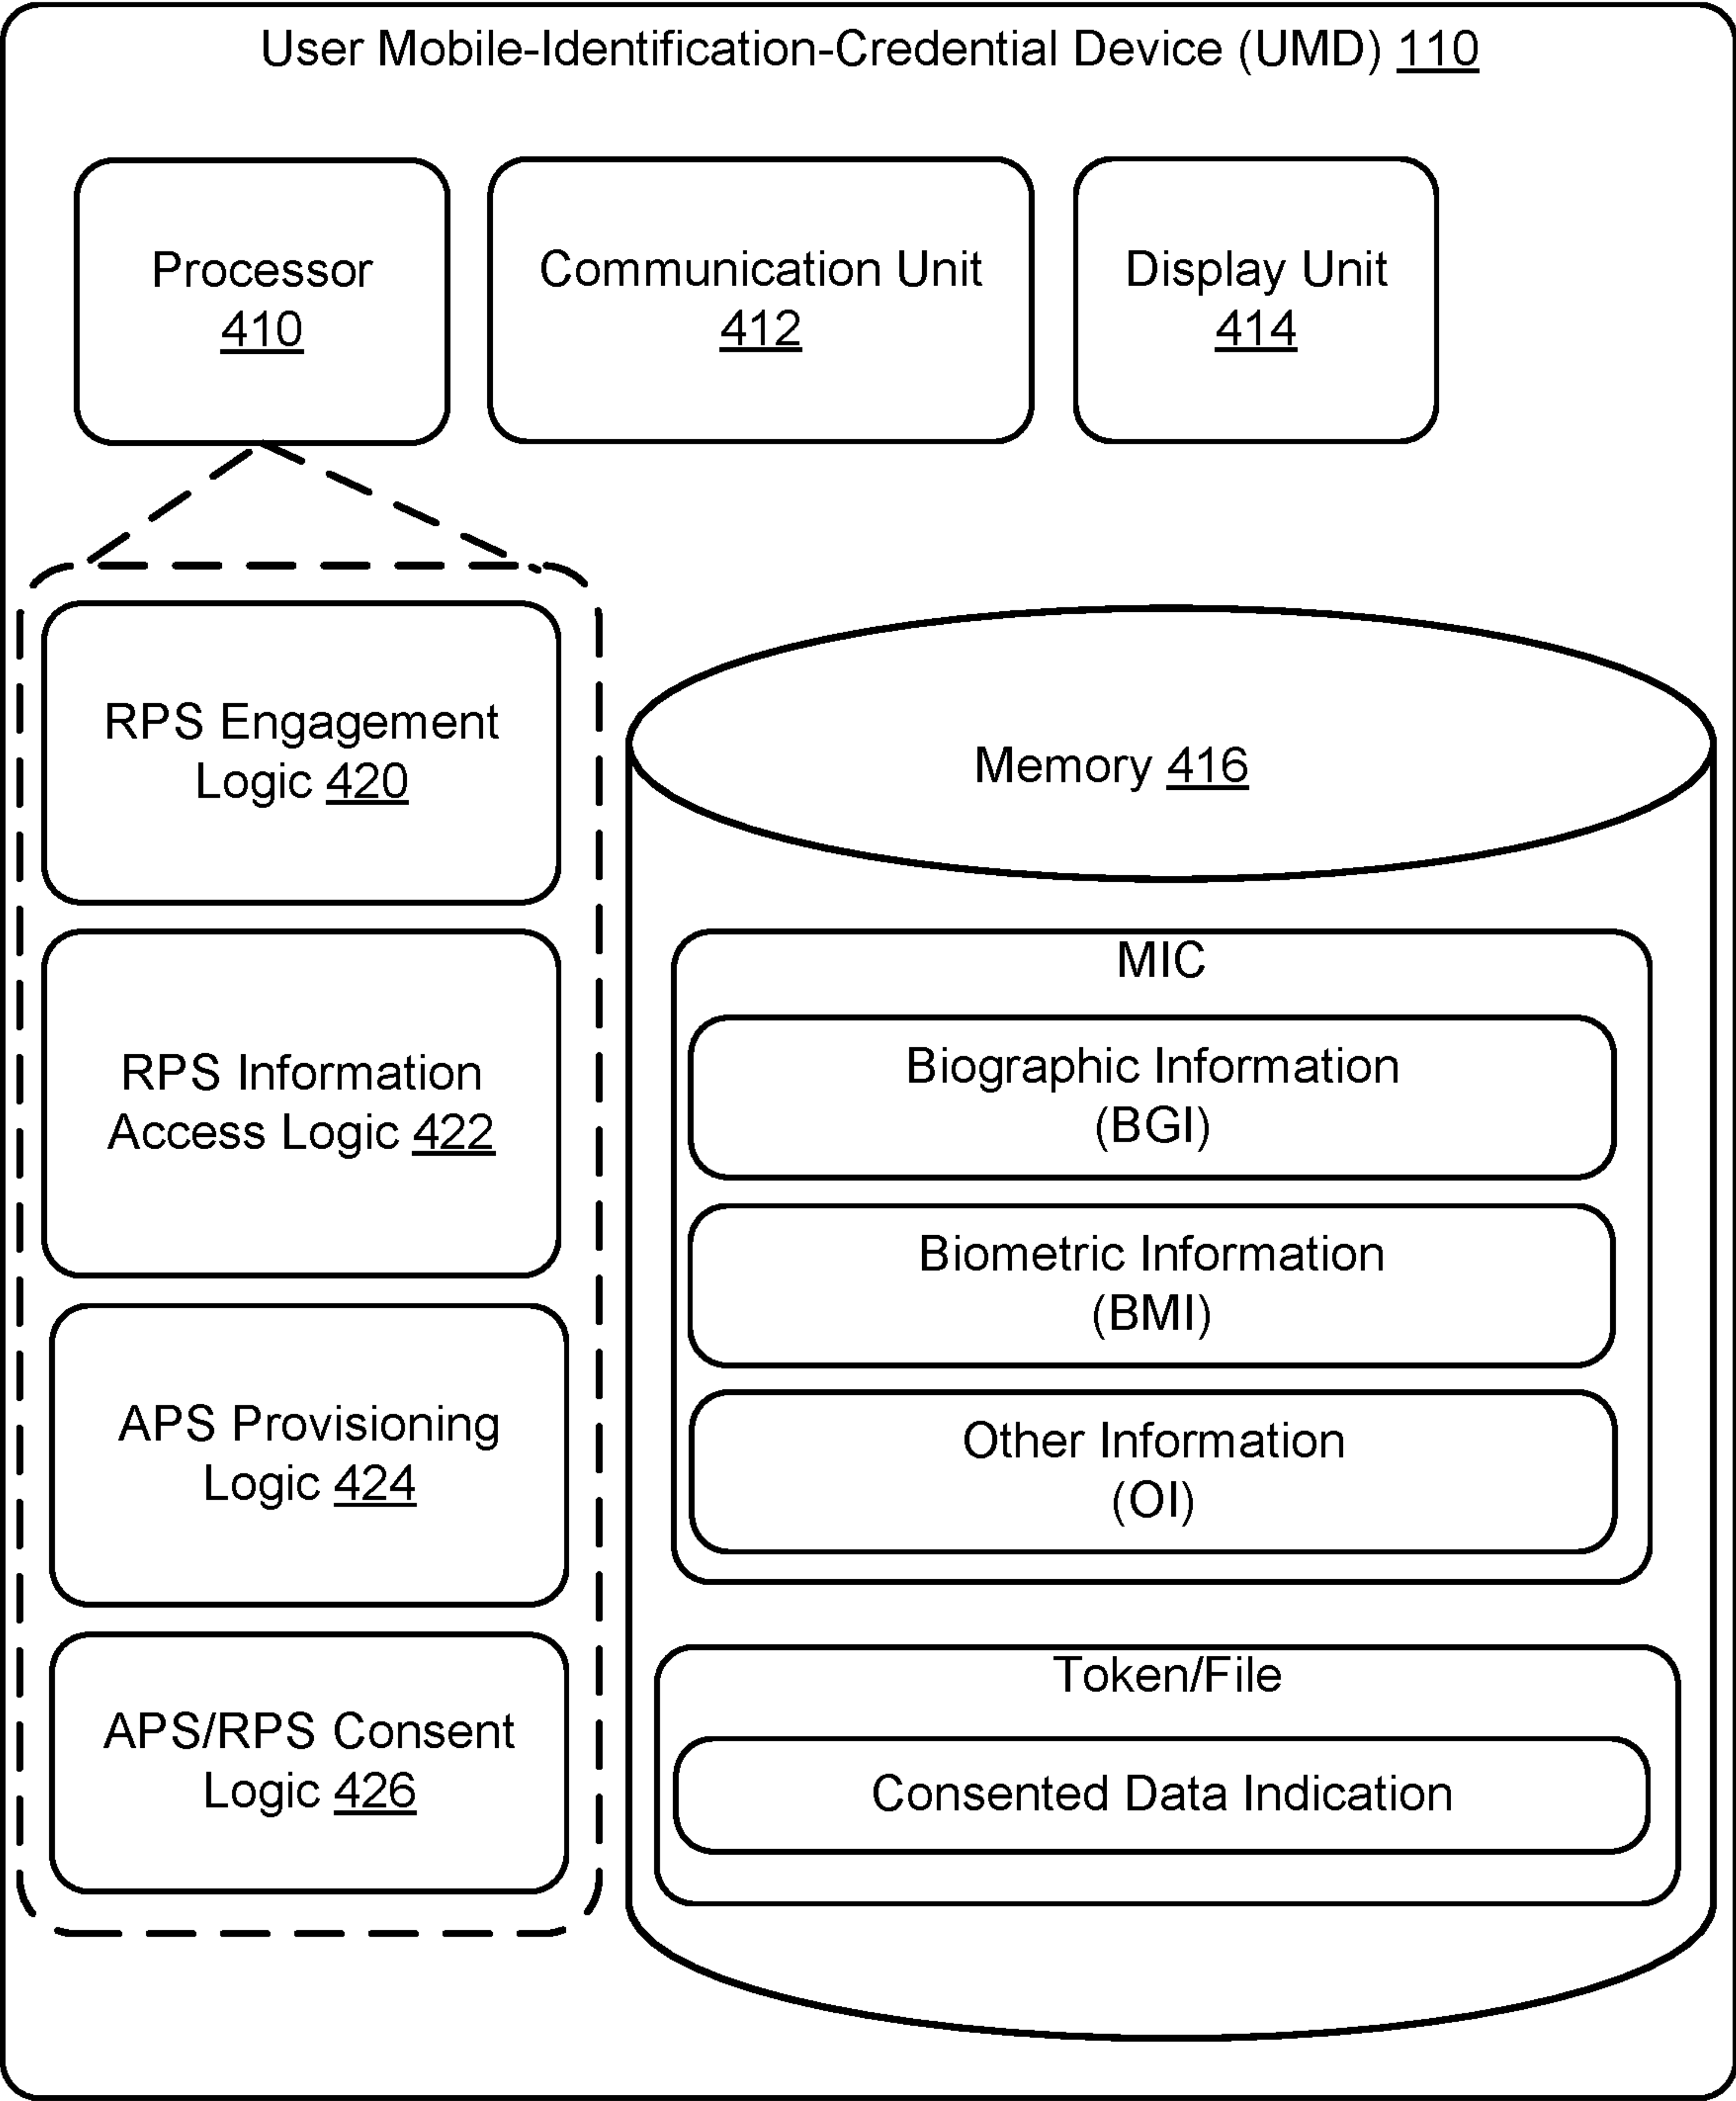 User Mobile-Identification-Credential Device (UMD) 110
Processor
410
Communication Unit
412
Display Unit
414
RPS Engagement
Logic 420
RPS Information
Access Logic 422
APS Provisioning
Logic 424
APS/RPS Consent
Logic 426
Memory 416
MIC
Biographic Information
(BGI)
Biometric Information
(BMI)
Other Information
(OI)
Token/File
Consented Data Indication